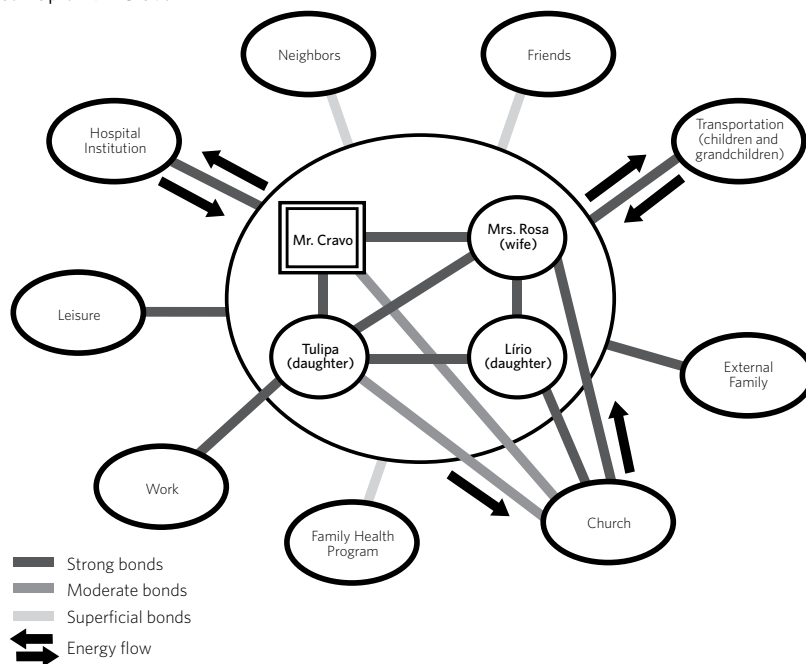 Neighbors
Friends
Hospital
Institution
Transportation
(children and
grandchildren)
Mr. Cravo
Mrs. Rosa
(wife)
Leisure
Tulipa
(daughter)
Lírio
(daughter)
External
Family
Work
Family Health
Program
Church
Strong bonds
Moderate bonds
Superficial bonds
Energy flow